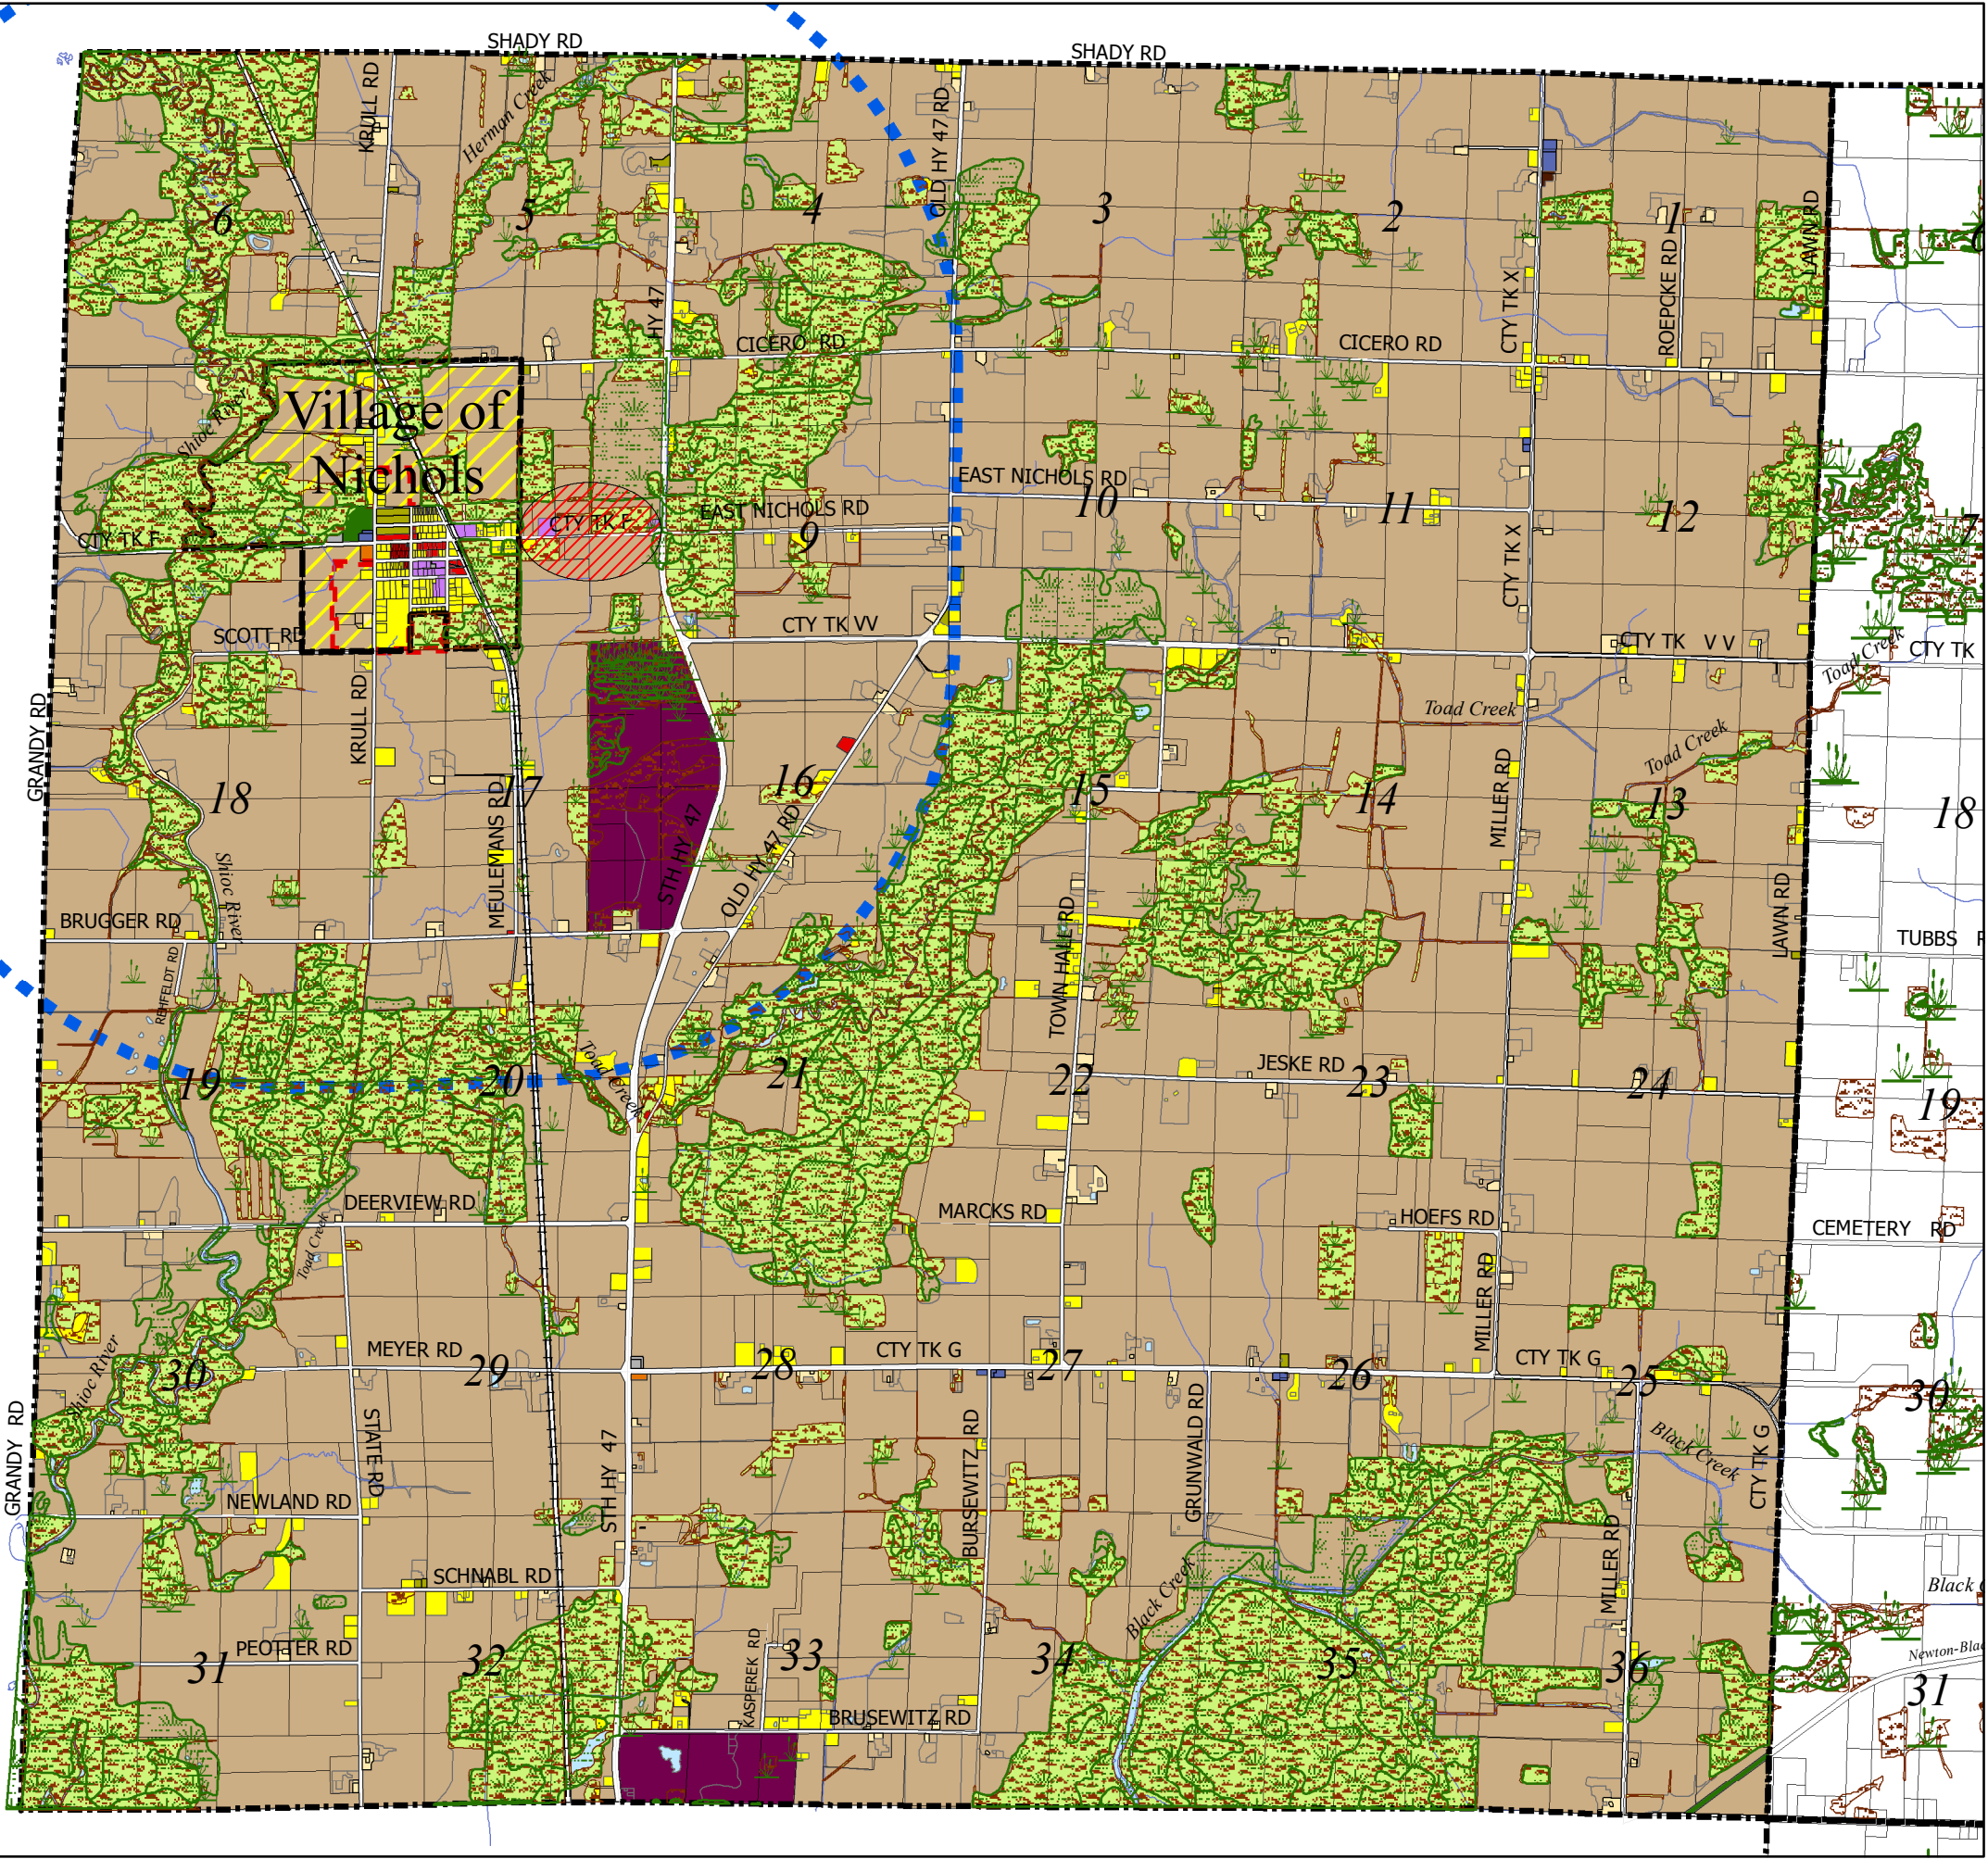 SHADY RD
SHADY RD
KRULL RD
Herman Creek
OLD HY 47 RD
6
5
4
3
2
1
LAWN RD
ROEPCKE RD
CTY TK X
HY 47
CICERO RD
CICERO RD
Shioc River
Village of
Nichols
EAST NICHOLS RD
EAST NICHOLS RD
CTY TK F
CTY TK F
9
10
11
12
7
CTY TK X
SCOTT RD
CTY TK VV
CTY TK V V
CTY TK
Toad Creek
GRANDY RD
KRULL RD
Toad Creek
Toad Creek
MEULEMANS RD
MILLER RD
18
17
16
15
14
13
18
STH HY 47
OLD HY 47 RD
Shioc River
BRUGGER RD
TOWN HALL RD
LAWN RD
TUBBS
REHFELDT RD
Toad Creek
JESKE RD
19
20
21
22
23
24
19
DEERVIEW RD
MARCKS RD
HOEFS RD
CEMETERY RD
Toad Creek
MILLER RD
Shioc River
MEYER RD
CTY TK G
CTY TK G
30
29
28
27
26
25
30
GRANDY RD
STATE RD
STH HY 47
BURSEWITZ RD
GRUNWALD RD
Black Creek
CTY TK G
NEWLAND RD
MILLER RD
SCHNABL RD
Black Creek
Black
PEOTTER RD
KASPEREK RD
31
32
33
34
35
36
31
BRUSEWITZ RD